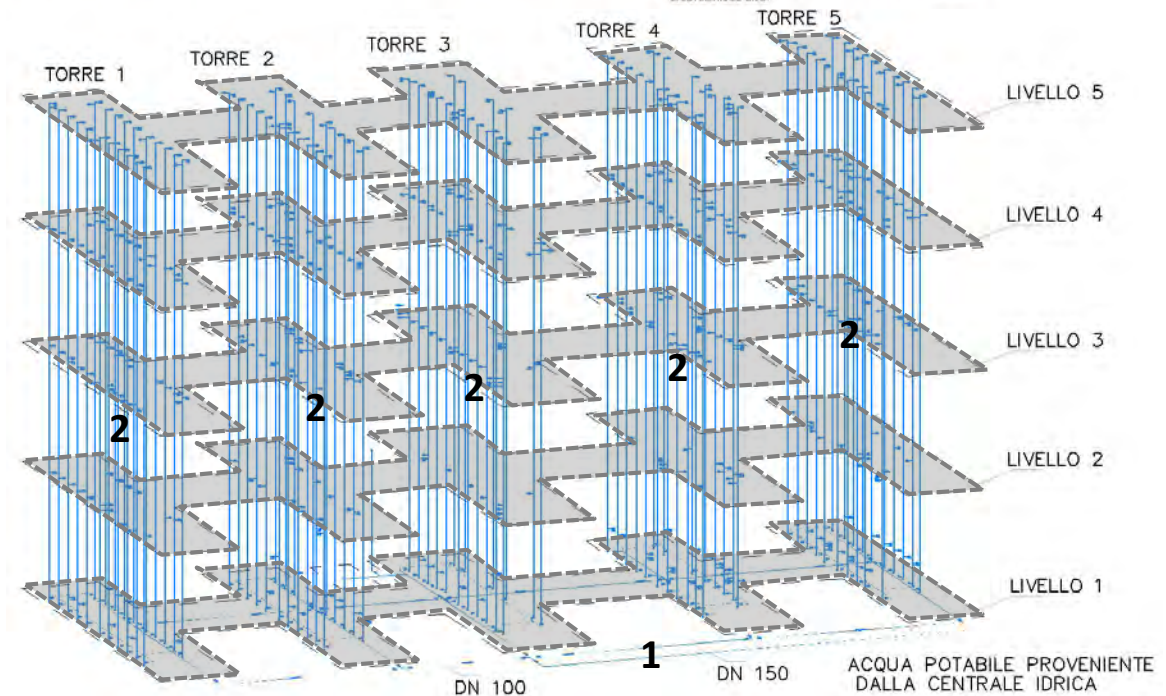 TORRE 5
TORRE 4
TORRE 3
TORRE 2
TORRE 1
LIVELLO 5
LIVELLO 4
LIVELLO 3
2
2
2
2
2
LIVELLO 2
LIVELLO 1
1
DN 150
DN 100
ACQUA POTABILE PROVENIENTE
DALLA CENTRALE IDRICA